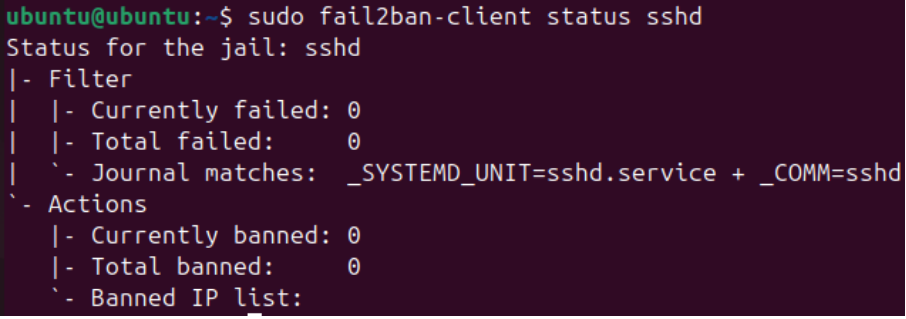 ubuntu@ubuntu:~$ sudo fail2ban-client status sshd
Status for the jail: sshd
|- Filter
|  |- Currently failed: 0
|  |- Total failed:     0
|  `- Journal matches:  _SYSTEMD_UNIT=sshd.service + _COMM=sshd
`- Actions
   |- Currently banned: 0
   |- Total banned:     0
   `- Banned IP list: